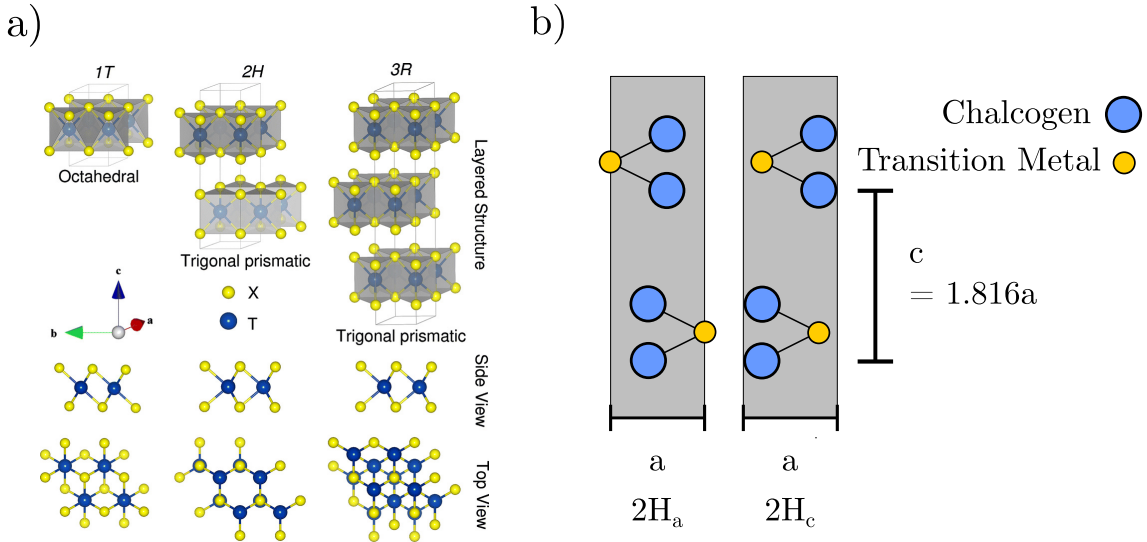 a)
1T
2H
3R
Octahedral
Trigonal prismatic
Trigonal prismatic
Layered Structure
c
b
a
X
T
Side View
Top View
b)
Chalcogen
Transition Metal
c
= 1.816a
a
a
2Hₐ
2H꜀